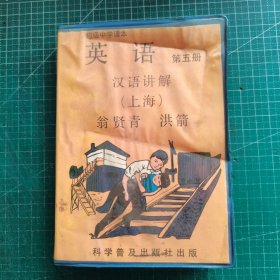 初级中学课本
英语 第五册
汉语讲解
(上海)
翁贤青 洪箭
科学普及出版社出版